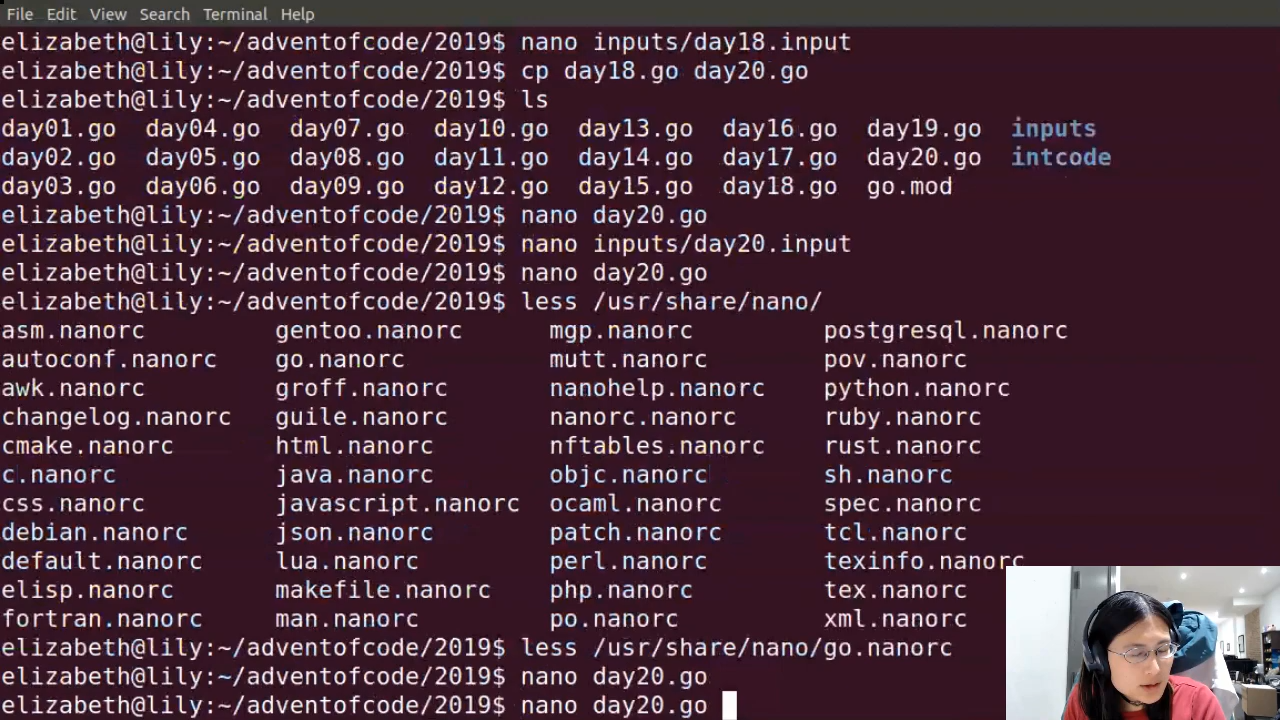 File Edit View Search Terminal Help
elizabeth@lily:~/adventofcode/2019$ nano inputs/day18.input
elizabeth@lily:~/adventofcode/2019$ cp day18.go day20.go
elizabeth@lily:~/adventofcode/2019$ ls
day01.go day04.go day07.go day10.go day13.go day16.go day19.go inputs
day02.go day05.go day08.go day11.go day14.go day17.go day20.go intcode
day03.go day06.go day09.go day12.go day15.go day18.go go.mod
elizabeth@lily:~/adventofcode/2019$ nano day20.go
elizabeth@lily:~/adventofcode/2019$ nano inputs/day20.input
elizabeth@lily:~/adventofcode/2019$ nano day20.go
elizabeth@lily:~/adventofcode/2019$ less /usr/share/nano/
asm.nanorc gentoo.nanorc mgp.nanorc postgresql.nanorc
autoconf.nanorc go.nanorc mutt.nanorc pov.nanorc
awk.nanorc groff.nanorc nanohelp.nanorc python.nanorc
changelog.nanorc guile.nanorc nanorc.nanorc ruby.nanorc
cmake.nanorc html.nanorc nftables.nanorc rust.nanorc
c.nanorc java.nanorc objc.nanorc sh.nanorc
css.nanorc javascript.nanorc ocaml.nanorc spec.nanorc
debian.nanorc json.nanorc patch.nanorc tcl.nanorc
default.nanorc lua.nanorc perl.nanorc texinfo.nanorc
elisp.nanorc makefile.nanorc php.nanorc tex.nanorc
fortran.nanorc man.nanorc po.nanorc xml.nanorc
elizabeth@lily:~/adventofcode/2019$ less /usr/share/nano/go.nanorc
elizabeth@lily:~/adventofcode/2019$ nano day20.go
elizabeth@lily:~/adventofcode/2019$ nano day20.go